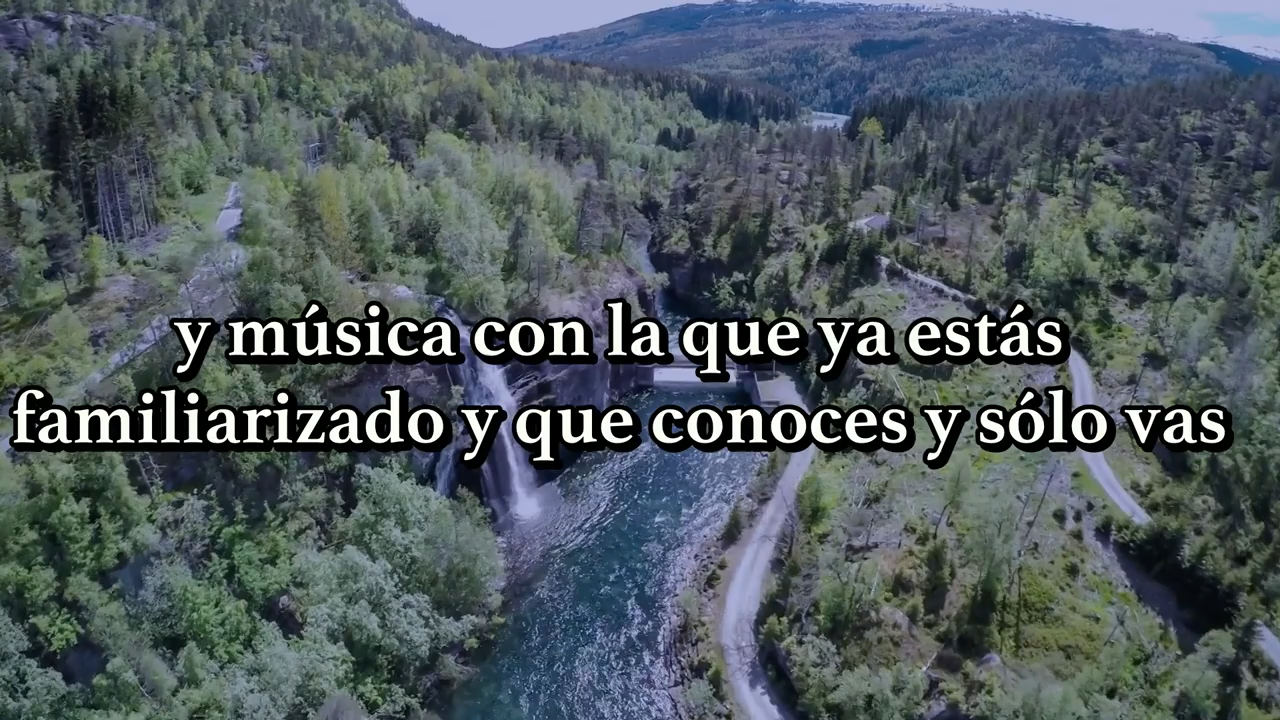 y música con la que ya estás
familiarizado y que conoces y sólo vas